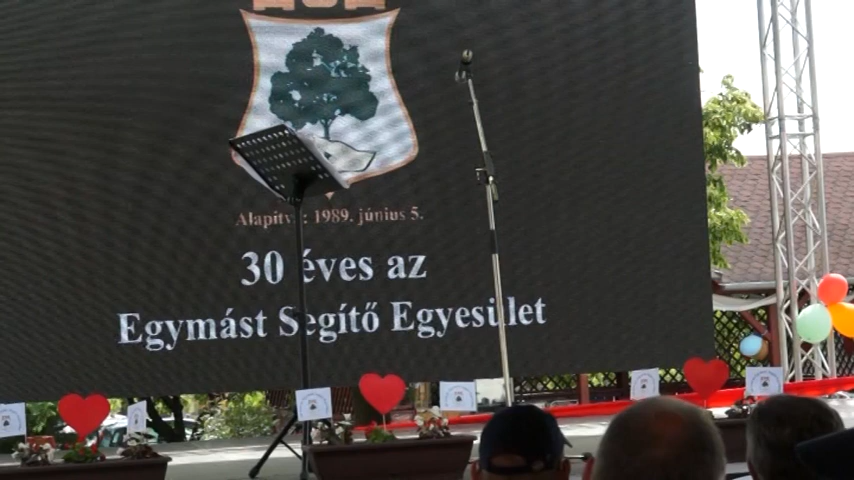 Alapítva: 1989. június 5.
30 éves az
Egymást Segítő Egyesület